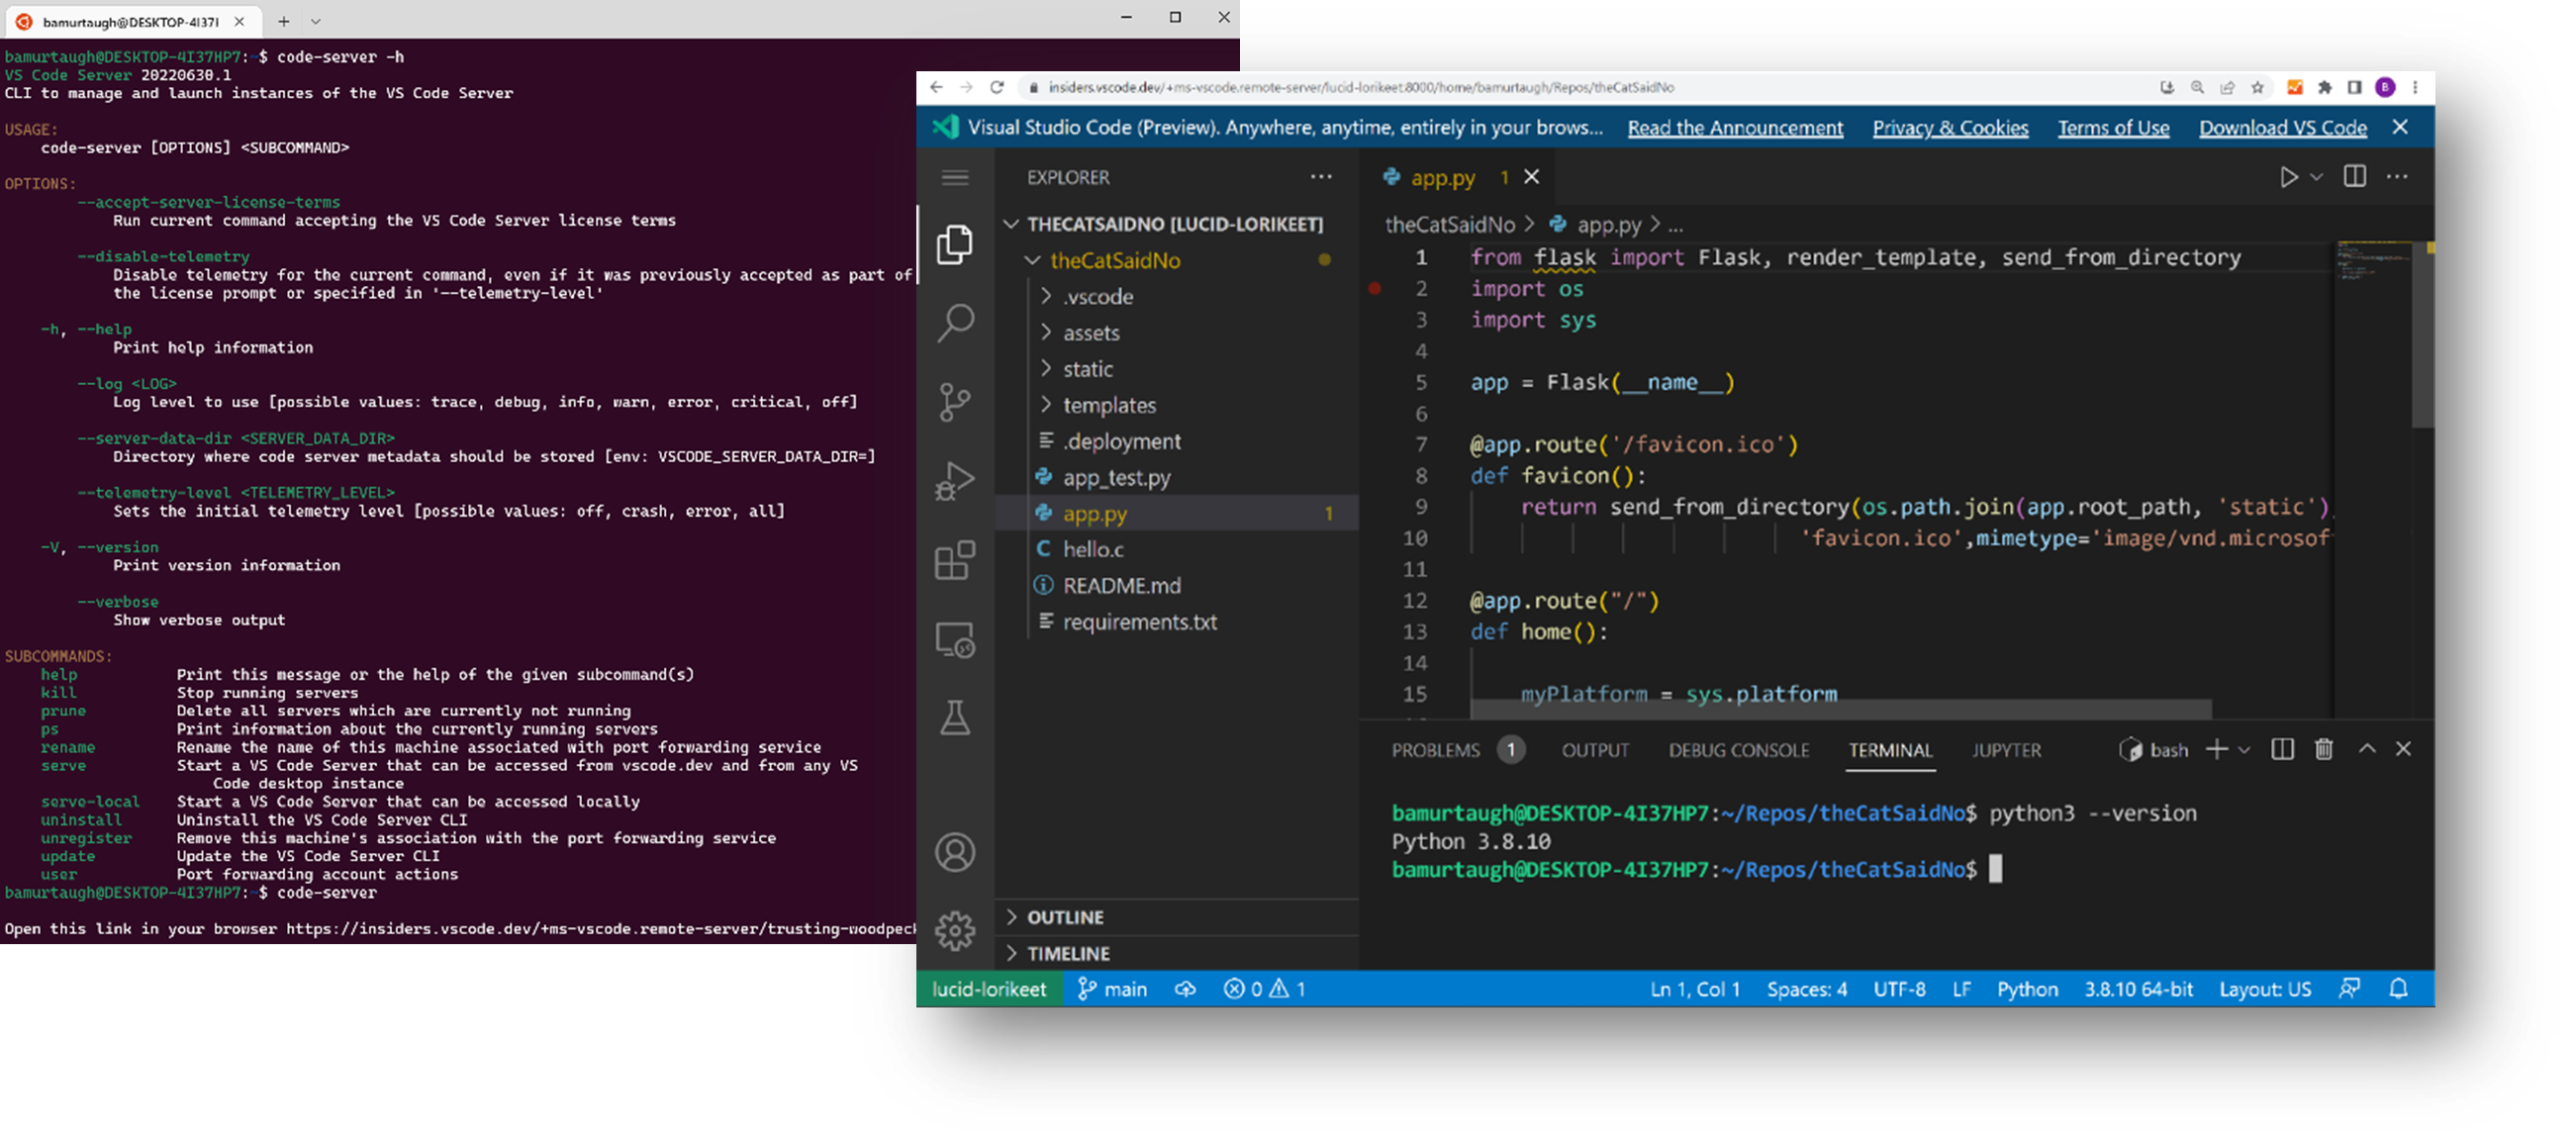 bamurtaugh@DESKTOP-4I37H
bamurtaugh@DESKTOP-4I37HP7:~$ code-server -h
VS Code Server 20220630.1
CLI to manage and launch instances of the VS Code Server
USAGE:
code-server [OPTIONS] <SUBCOMMAND>
OPTIONS:
--accept-server-license-terms
Run current command accepting the VS Code Server license terms
--disable-telemetry
Disable telemetry for the current command, even if it was previously accepted as part of
the license prompt or specified in '--telemetry-level'
-h, --help
Print help information
--log <LOG>
Log level to use [possible values: trace, debug, info, warn, error, critical, off]
--server-data-dir <SERVER_DATA_DIR>
Directory where code server metadata should be stored [env: VSCODE_SERVER_DATA_DIR=]
--telemetry-level <TELEMETRY_LEVEL>
Sets the initial telemetry level [possible values: off, crash, error, all]
-V, --version
Print version information
--verbose
Show verbose output
SUBCOMMANDS:
help Print this message or the help of the given subcommand(s)
kill Stop running servers
prune Delete all servers which are currently not running
ps Print information about the currently running servers
rename Rename the name of this machine associated with port forwarding service
serve Start a VS Code Server that can be accessed from vscode.dev and from any VS
Code desktop instance
serve-local Start a VS Code Server that can be accessed locally
uninstall Uninstall the VS Code Server CLI
unregister Remove this machine's association with the port forwarding service
update Update the VS Code Server CLI
user Port forwarding account actions
bamurtaugh@DESKTOP-4I37HP7:~$ code-server
Open this link in your browser https://insiders.vscode.dev/+ms-vscode.remote-server/trusting-woodpeck
insiders.vscode.dev/+ms-vscode.remote-server/lucid-lorikeet:8000/home/bamurtaugh/Repos/theCatSaidNo
B
Visual Studio Code (Preview). Anywhere, anytime, entirely in your brows... Read the Announcement Privacy & Cookies Terms of Use Download VS Code
EXPLORER
THECATSAIDNO [LUCID-LORIKEET]
theCatSaidNo
.vscode
assets
static
templates
.deployment
app_test.py
app.py 1
hello.c
README.md
requirements.txt
OUTLINE
TIMELINE
app.py 1
theCatSaidNo > app.py > ...
1 from flask import Flask, render_template, send_from_directory
2 import os
3 import sys
4
5 app = Flask(__name__)
6
7 @app.route('/favicon.ico')
8 def favicon():
9 return send_from_directory(os.path.join(app.root_path, 'static')
10 'favicon.ico',mimetype='image/vnd.microsof
11
12 @app.route("/")
13 def home():
14
15 myPlatform = sys.platform
PROBLEMS 1 OUTPUT DEBUG CONSOLE TERMINAL JUPYTER bash
bamurtaugh@DESKTOP-4I37HP7:~/Repos/theCatSaidNo$ python3 --version
Python 3.8.10
bamurtaugh@DESKTOP-4I37HP7:~/Repos/theCatSaidNo$
lucid-lorikeet main 0 1 Ln 1, Col 1 Spaces: 4 UTF-8 LF Python 3.8.10 64-bit Layout: US